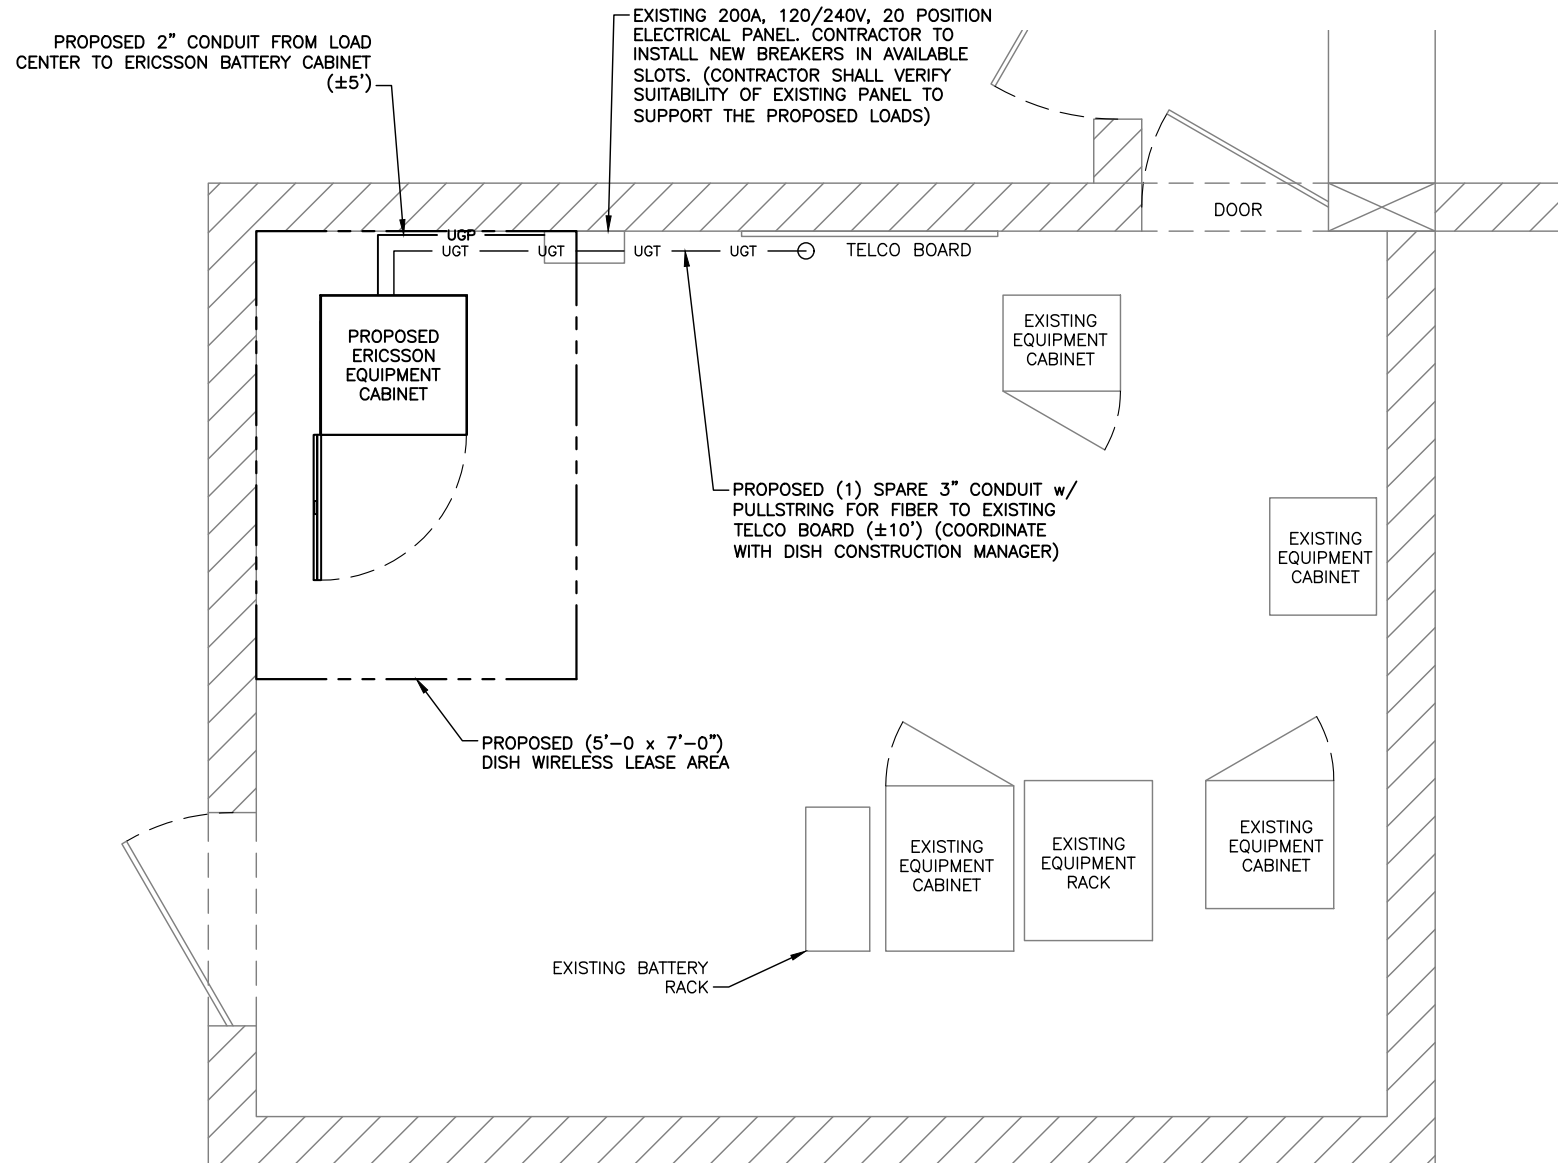 PROPOSED 2" CONDUIT FROM LOAD
CENTER TO ERICSSON BATTERY CABINET
(±5')
EXISTING 200A, 120/240V, 20 POSITION
ELECTRICAL PANEL. CONTRACTOR TO
INSTALL NEW BREAKERS IN AVAILABLE
SLOTS. (CONTRACTOR SHALL VERIFY
SUITABILITY OF EXISTING PANEL TO
SUPPORT THE PROPOSED LOADS)
DOOR
UGP
UGT UGT UGT UGT
TELCO BOARD
PROPOSED
ERICSSON
EQUIPMENT
CABINET
EXISTING
EQUIPMENT
CABINET
PROPOSED (1) SPARE 3" CONDUIT w/
PULLSTRING FOR FIBER TO EXISTING
TELCO BOARD (±10') (COORDINATE
WITH DISH CONSTRUCTION MANAGER)
EXISTING
EQUIPMENT
CABINET
PROPOSED (5'-0 x 7'-0")
DISH WIRELESS LEASE AREA
EXISTING
EQUIPMENT
CABINET
EXISTING
EQUIPMENT
RACK
EXISTING
EQUIPMENT
CABINET
EXISTING BATTERY
RACK